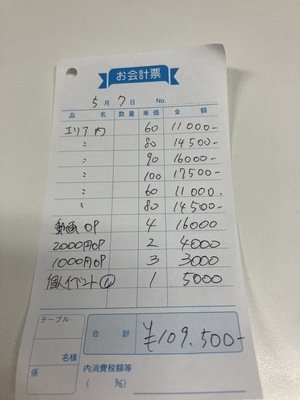 お会計票
5月7日 No.
品名 数量 単価 金額
エリア内 60 11000-
〃 80 14500-
〃 90 16000-
〃 100 17500-
〃 60 11000.
〃 80 14500-
動画OP 4 16000
2000円OP 2 4000
1000円OP 3 3000
個人イベント 1 5000
テーブル
合計 ¥109,500-
名様
係
内消費税額等
( %)